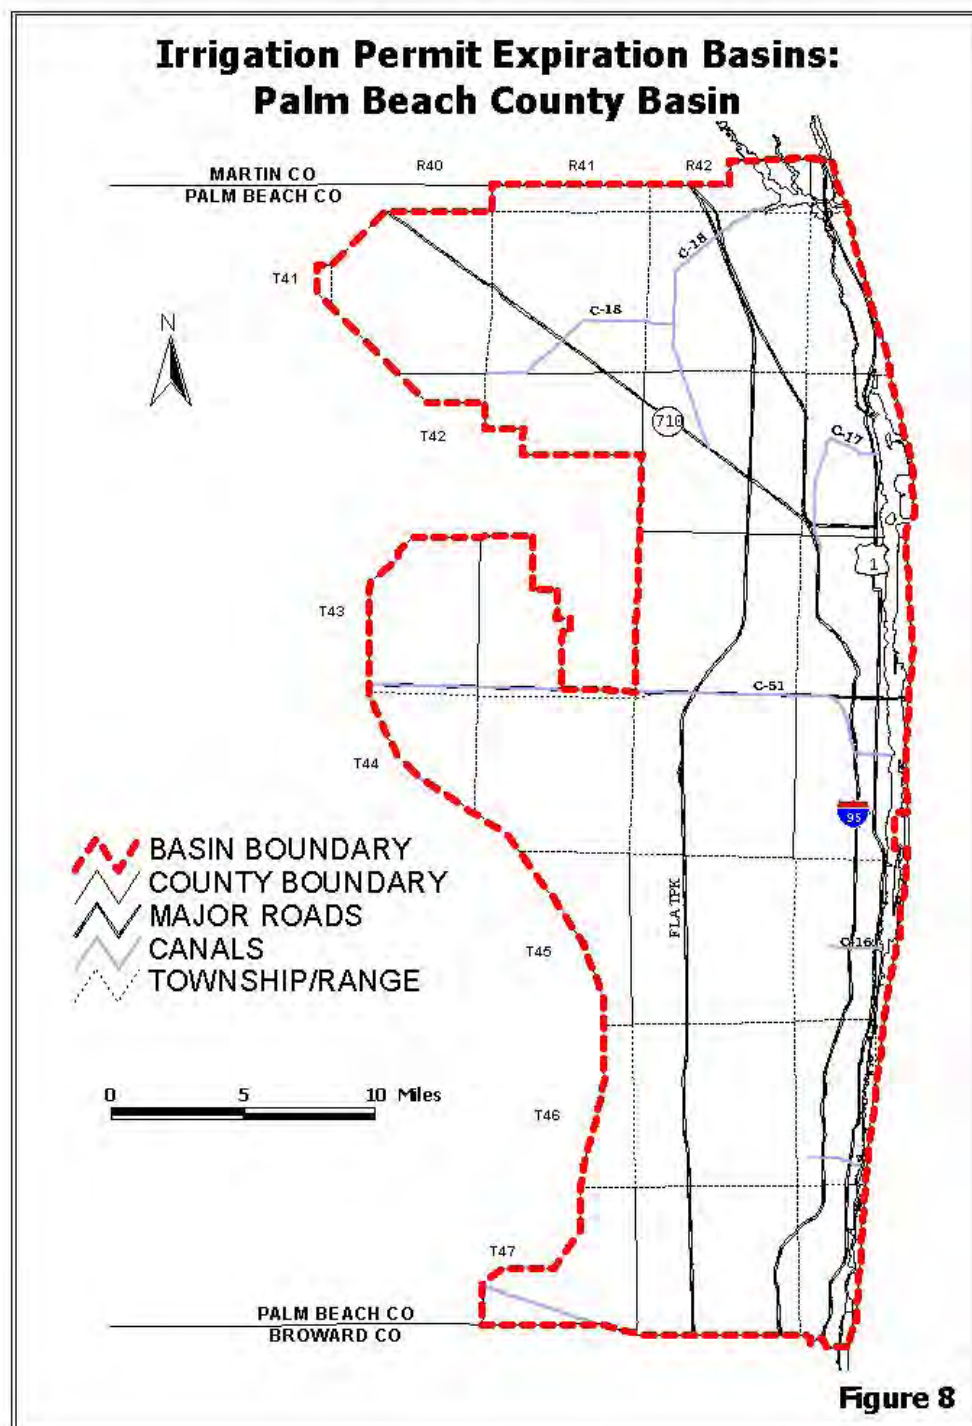 Irrigation Permit Expiration Basins:
Palm Beach County Basin
MARTIN CO
PALM BEACH CO
R40
R41
R42
C-18
T41
N
C-18
710
C-17
T42
1
T43
C-51
T44
95
BASIN BOUNDARY
COUNTY BOUNDARY
MAJOR ROADS
CANALS
TOWNSHIP/RANGE
FLA TPK
C-16
T45
0 5 10 Miles
T46
T47
PALM BEACH CO
BROWARD CO
Figure 8